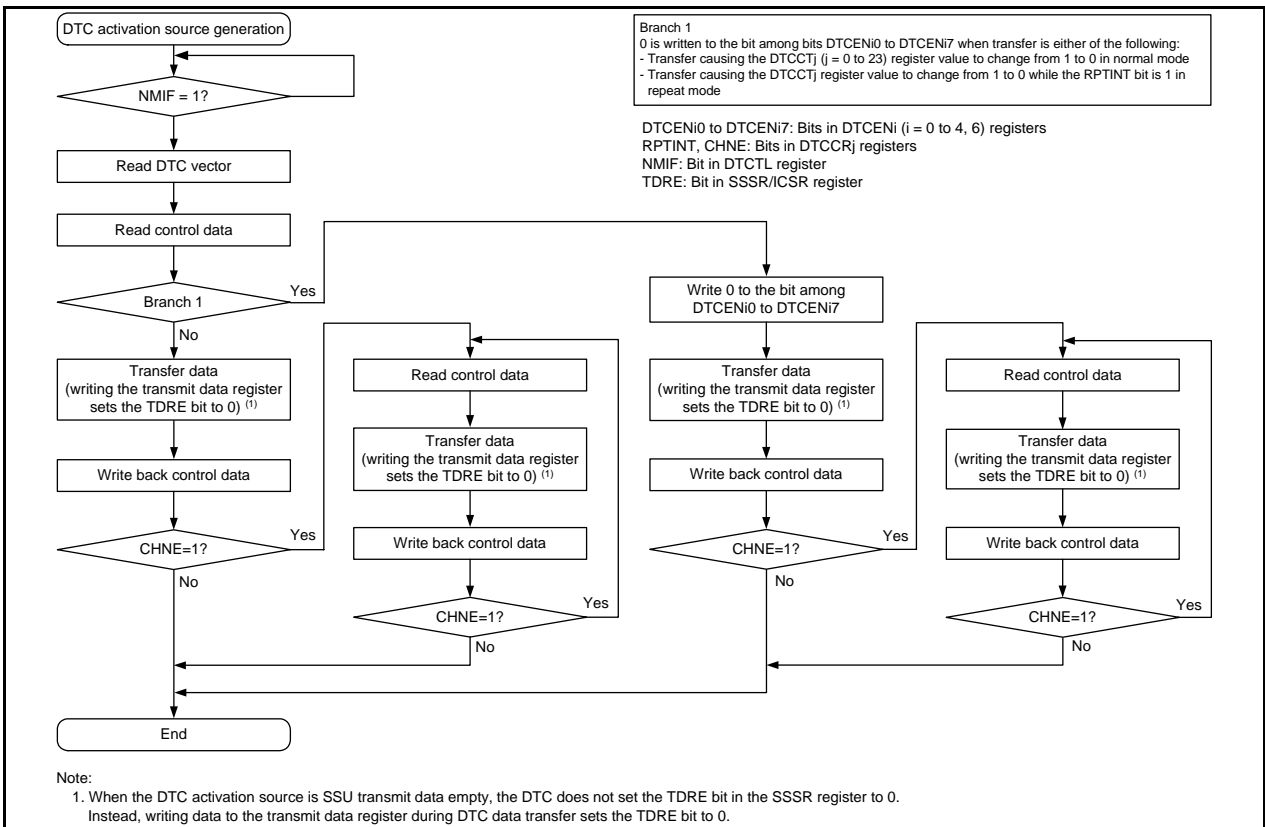 DTC activation source generation
NMIF = 1?
Read DTC vector
Read control data
Branch 1
Yes
No
Transfer data
(writing the transmit data register
sets the TDRE bit to 0) (1)
Write back control data
CHNE=1?
Yes
No
Read control data
Transfer data
(writing the transmit data register
sets the TDRE bit to 0) (1)
Write back control data
CHNE=1?
Yes
No
Branch 1
0 is written to the bit among bits DTCENi0 to DTCENi7 when transfer is either of the following:
- Transfer causing the DTCCTj (j = 0 to 23) register value to change from 1 to 0 in normal mode
- Transfer causing the DTCCTj register value to change from 1 to 0 while the RPTINT bit is 1 in
repeat mode
DTCENi0 to DTCENi7: Bits in DTCENi (i = 0 to 4, 6) registers
RPTINT, CHNE: Bits in DTCCRj registers
NMIF: Bit in DTCTL register
TDRE: Bit in SSSR/ICSR register
Write 0 to the bit among
DTCENi0 to DTCENi7
Transfer data
(writing the transmit data register
sets the TDRE bit to 0) (1)
Write back control data
CHNE=1?
Yes
No
Read control data
Transfer data
(writing the transmit data register
sets the TDRE bit to 0) (1)
Write back control data
CHNE=1?
Yes
No
End
Note:
1. When the DTC activation source is SSU transmit data empty, the DTC does not set the TDRE bit in the SSSR register to 0.
Instead, writing data to the transmit data register during DTC data transfer sets the TDRE bit to 0.